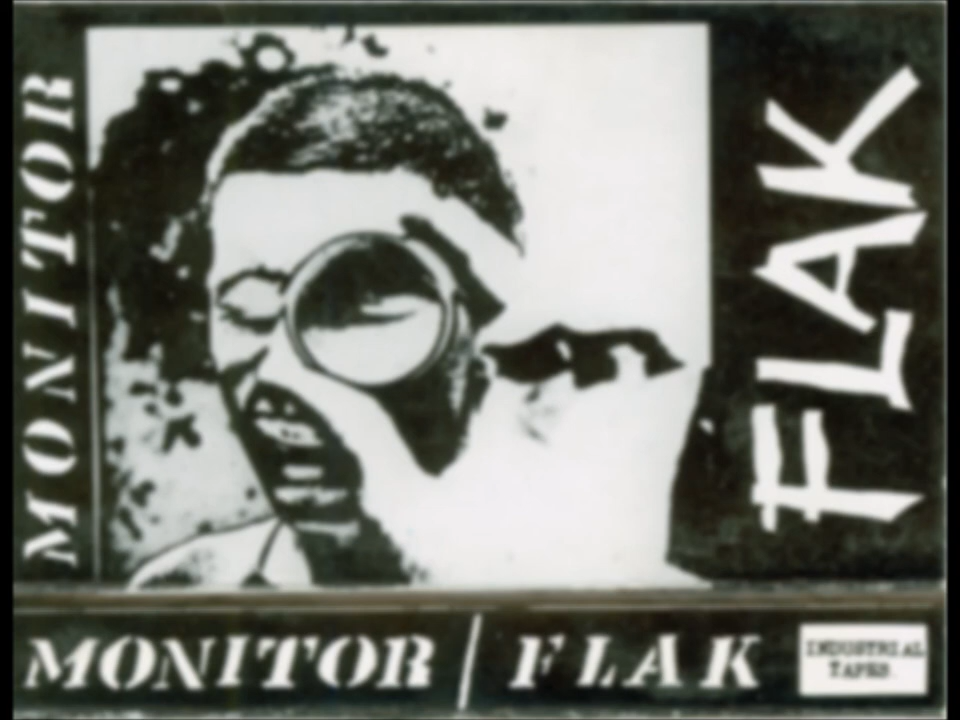 MONITOR
FLAK
MONITOR / FLAK
INDUSTRIAL
TAPES